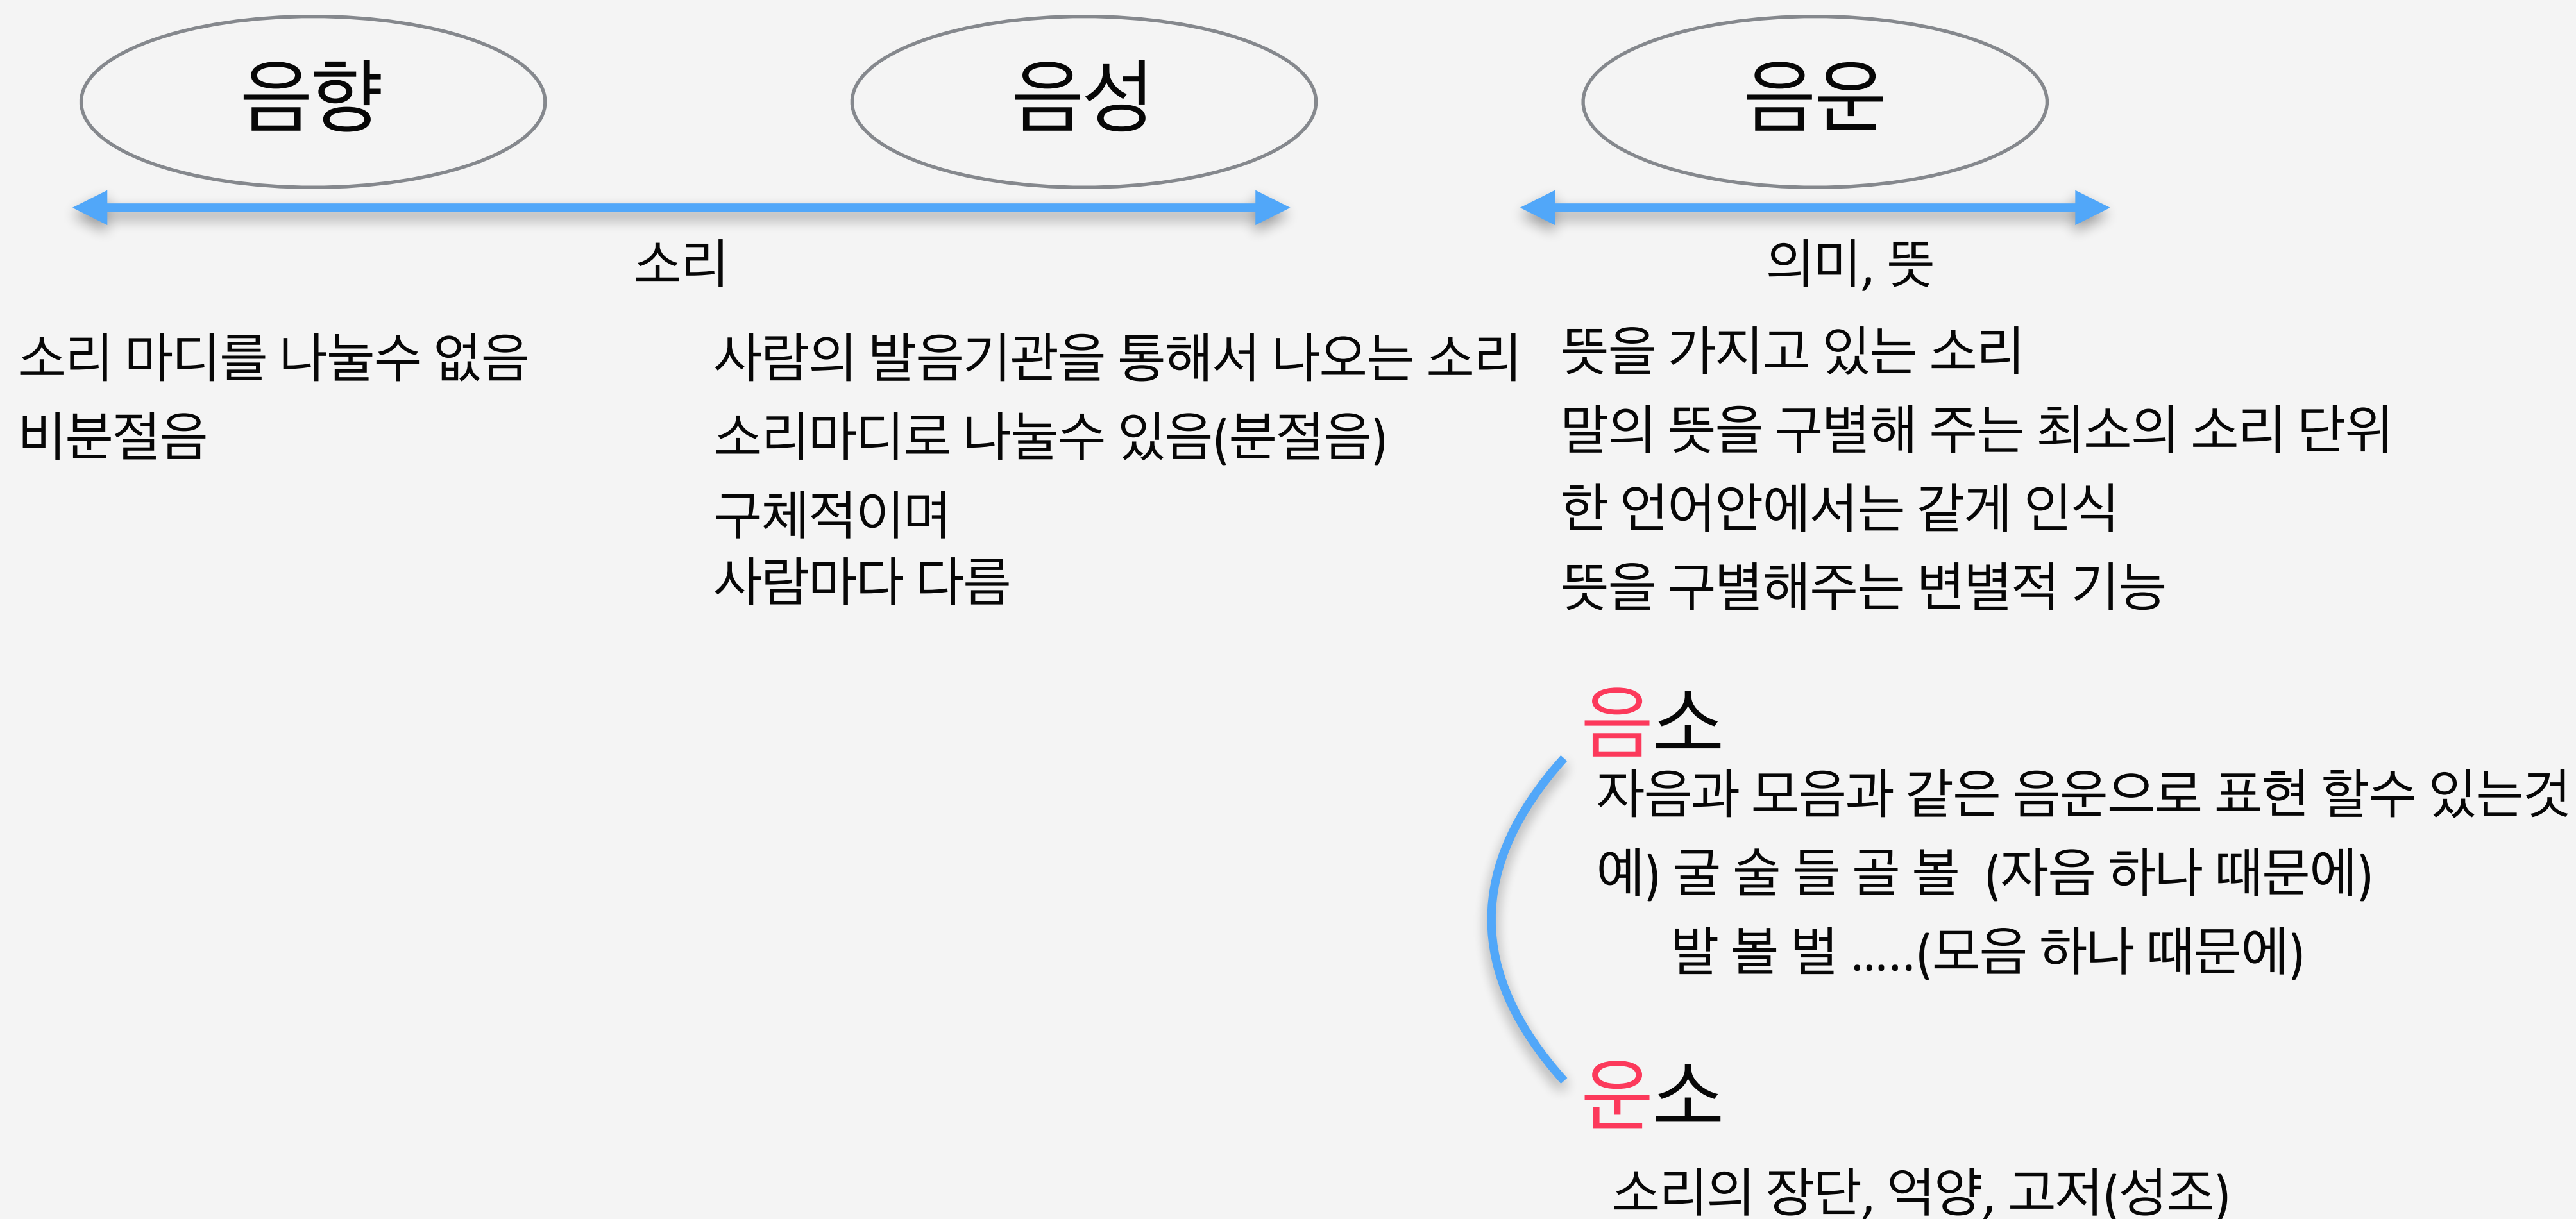 음향
음성
음운
소리
의미, 뜻
소리 마디를 나눌수 없음
비분절음
사람의 발음기관을 통해서 나오는 소리
소리마디로 나눌수 있음(분절음)
구체적이며
사람마다 다름
뜻을 가지고 있는 소리
말의 뜻을 구별해 주는 최소의 소리 단위
한 언어안에서는 같게 인식
뜻을 구별해주는 변별적 기능
음소
자음과 모음과 같은 음운으로 표현 할수 있는것
예) 굴 술 들 골 볼 (자음 하나 때문에)
발 볼 벌 .....(모음 하나 때문에)
운소
소리의 장단, 억양, 고저(성조)